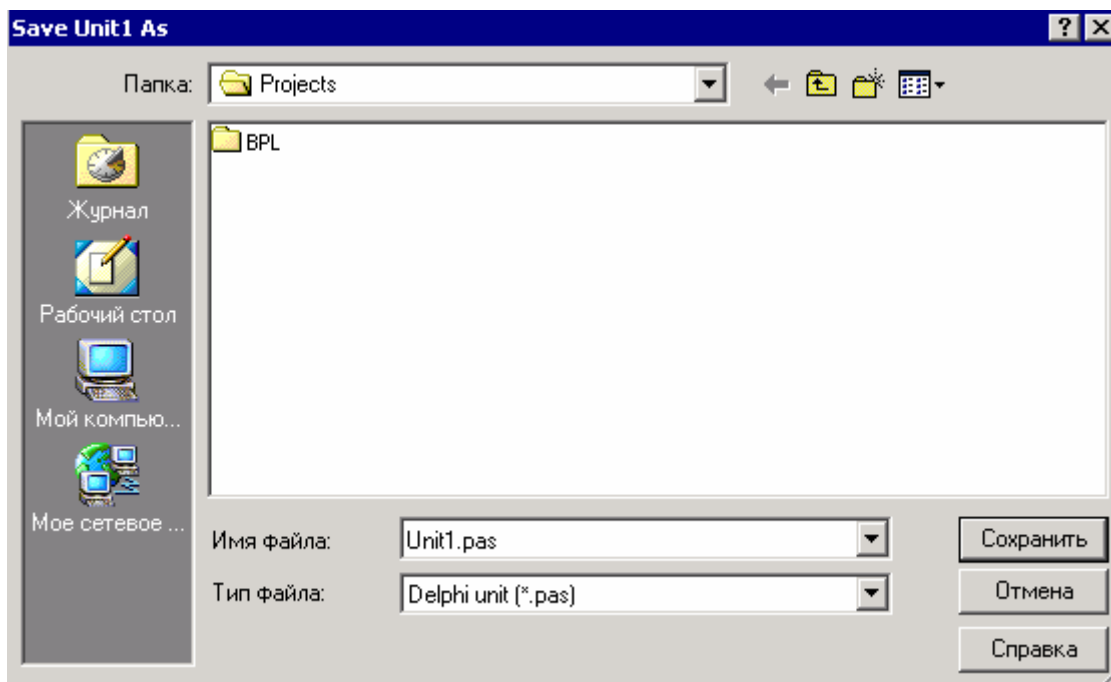 Save Unit1 As
Папка: Projects
BPL
Журнал
Рабочий стол
Мой компью...
Мое сетевое ...
Имя файла: Unit1.pas
Сохранить
Тип файла: Delphi unit (*.pas)
Отмена
Справка